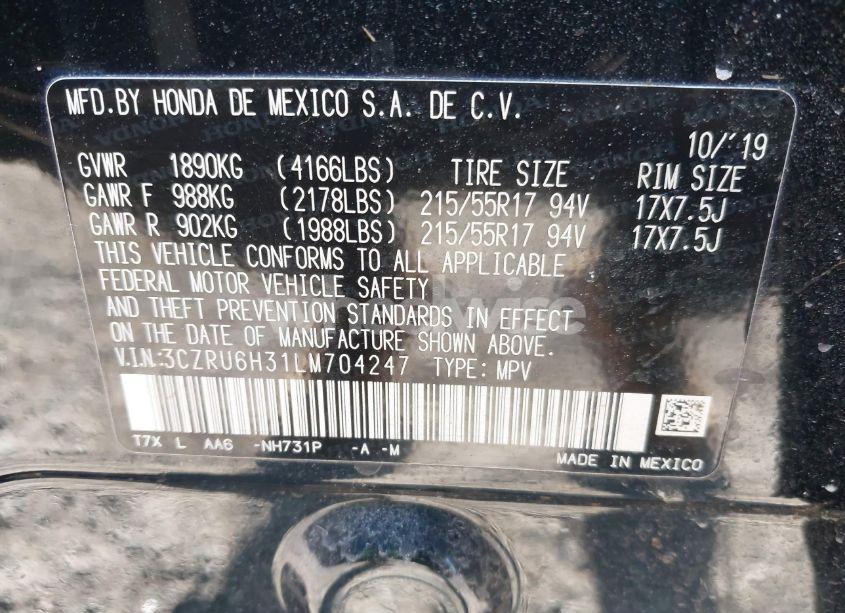 MFD.BY HONDA DE MEXICO S.A. DE C.V.
10/'19
GVWR 1890KG (4166LBS) TIRE SIZE RIM SIZE
GAWR F 988KG (2178LBS) 215/55R17 94V 17X7.5J
GAWR R 902KG (1988LBS) 215/55R17 94V 17X7.5J
THIS VEHICLE CONFORMS TO ALL APPLICABLE
FEDERAL MOTOR VEHICLE SAFETY
AND THEFT PREVENTION STANDARDS IN EFFECT
ON THE DATE OF MANUFACTURE SHOWN ABOVE.
V.I.N.:3CZRU6H31LM704247 TYPE: MPV
T7X L AA6 -NH731P -A -M
MADE IN MEXICO